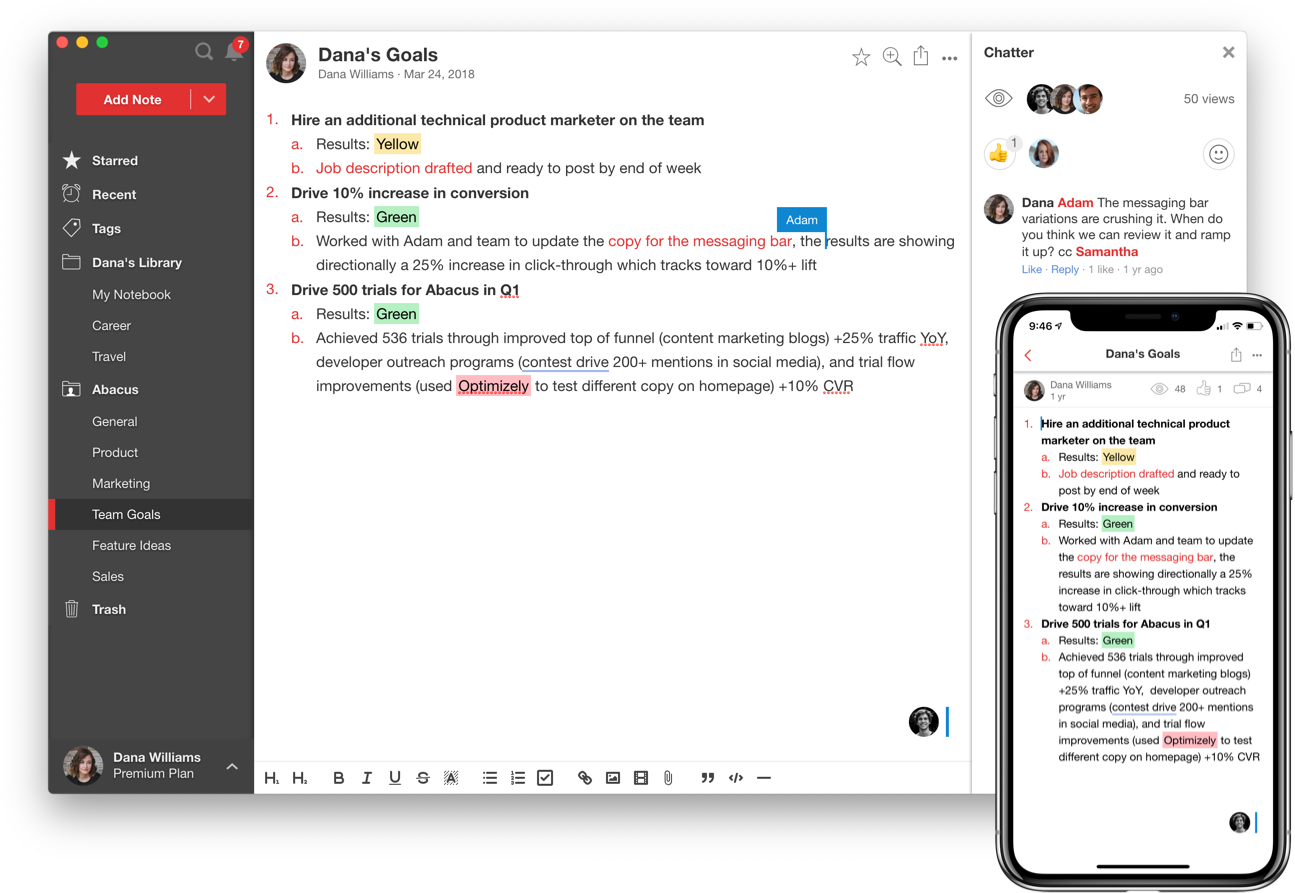 7
Add Note
Starred
Recent
Tags
Dana's Library
My Notebook
Career
Travel
Abacus
General
Product
Marketing
Team Goals
Feature Ideas
Sales
Trash
Dana Williams
Premium Plan
Dana's Goals
Dana Williams · Mar 24, 2018
1. Hire an additional technical product marketer on the team
a. Results: Yellow
b. Job description drafted and ready to post by end of week
2. Drive 10% increase in conversion
a. Results: Green
Adam
b. Worked with Adam and team to update the copy for the messaging bar, the results are showing
directionally a 25% increase in click-through which tracks toward 10%+ lift
3. Drive 500 trials for Abacus in Q1
a. Results: Green
b. Achieved 536 trials through improved top of funnel (content marketing blogs) +25% traffic YoY,
developer outreach programs (contest drive 200+ mentions in social media), and trial flow
improvements (used Optimizely to test different copy on homepage) +10% CVR
H1 H2 B I U S A
Chatter
50 views
1
Dana Adam The messaging bar
variations are crushing it. When do
you think we can review it and ramp
it up? cc Samantha
Like · Reply · 1 like · 1 yr ago
9:46
Dana's Goals
Dana Williams
1 yr
48 1 4
1. Hire an additional technical product
marketer on the team
a. Results: Yellow
b. Job description drafted and ready to
post by end of week
2. Drive 10% increase in conversion
a. Results: Green
b. Worked with Adam and team to update
the copy for the messaging bar, the
results are showing directionally a 25%
increase in click-through which tracks
toward 10%+ lift
3. Drive 500 trials for Abacus in Q1
a. Results: Green
b. Achieved 536 trials through improved
top of funnel (content marketing blogs)
+25% traffic YoY, developer outreach
programs (contest drive 200+ mentions
in social media), and trial flow
improvements (used Optimizely to test
different copy on homepage) +10% CVR